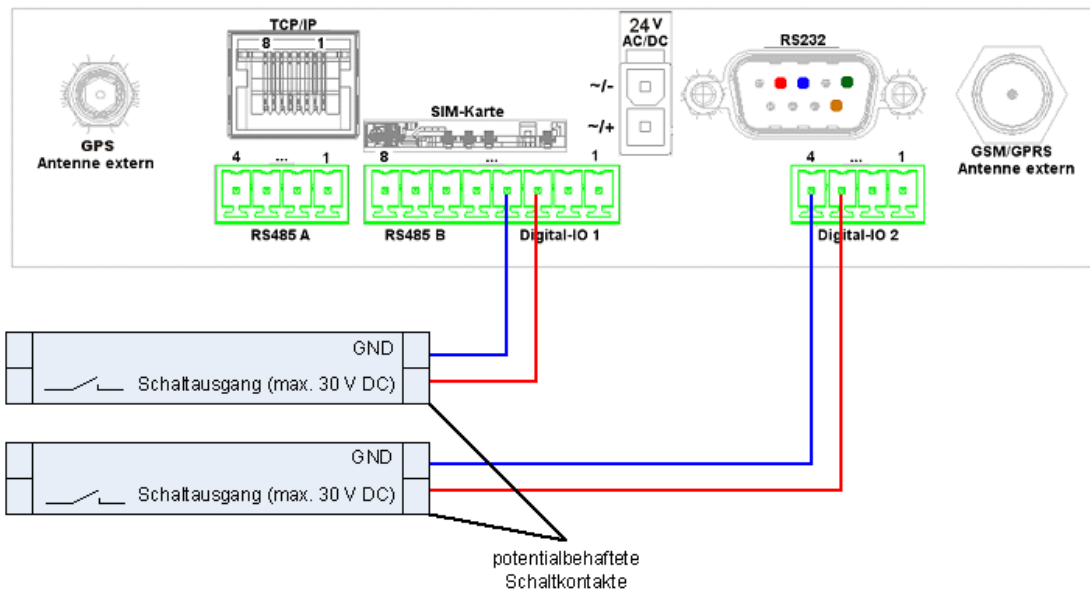 TCP/IP
8 1
GPS
Antenne extern
SIM-Karte
24 V
AC/DC
~/-
~/+
RS232
GSM/GPRS
Antenne extern
4 ... 1
8 ... 1
4 ... 1
RS485 A
RS485 B
Digital-IO 1
Digital-IO 2
GND
Schaltausgang (max. 30 V DC)
GND
Schaltausgang (max. 30 V DC)
potentialbehaftete
Schaltkontakte